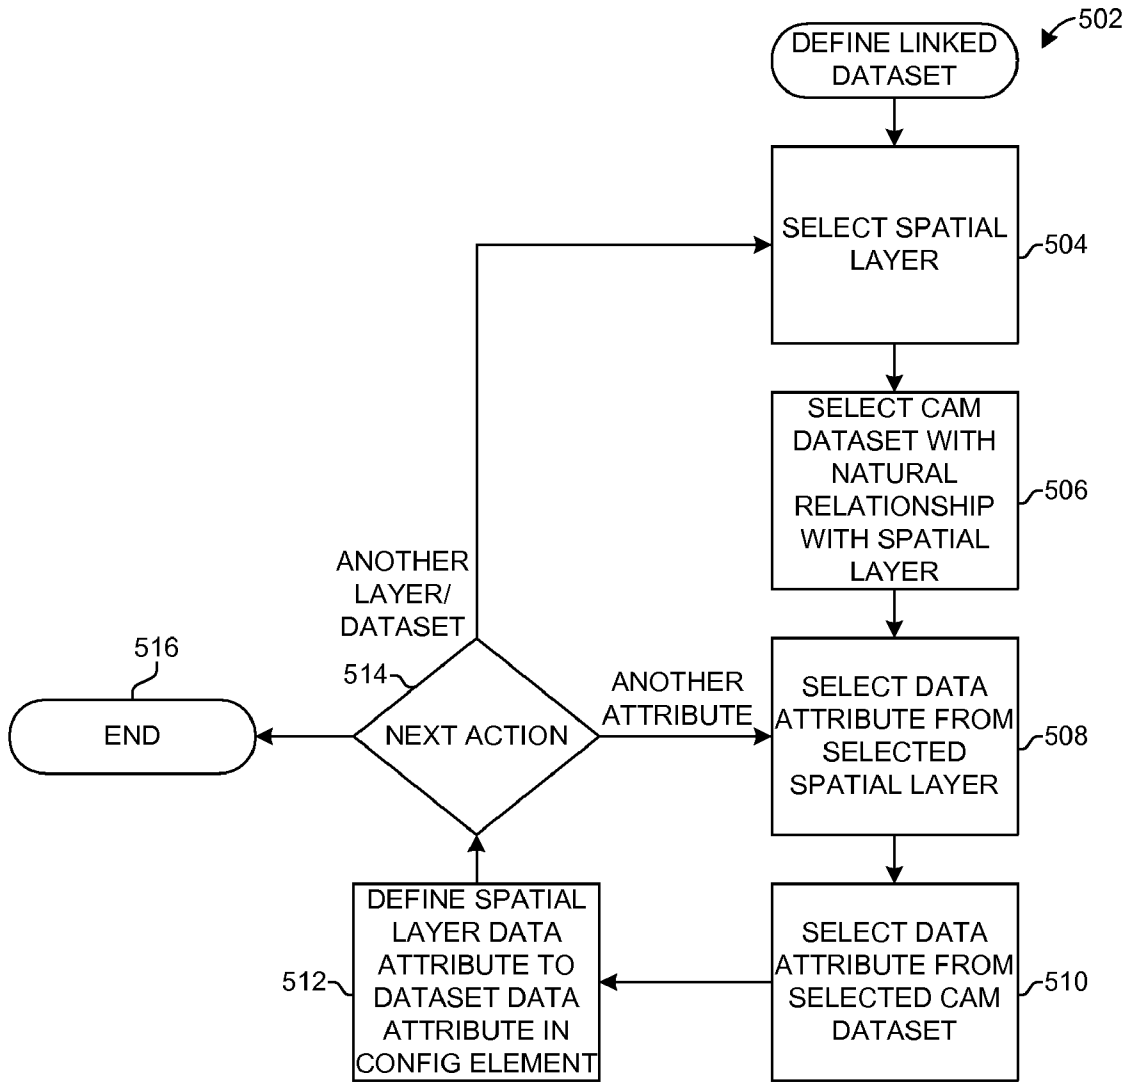 502
DEFINE LINKED
DATASET
SELECT SPATIAL
LAYER
504
SELECT CAM
DATASET WITH
NATURAL
RELATIONSHIP
WITH SPATIAL
LAYER
506
ANOTHER
LAYER/
DATASET
516
END
514
NEXT ACTION
ANOTHER
ATTRIBUTE
SELECT DATA
ATTRIBUTE FROM
SELECTED
SPATIAL LAYER
508
SELECT DATA
ATTRIBUTE FROM
SELECTED CAM
DATASET
510
512
DEFINE SPATIAL
LAYER DATA
ATTRIBUTE TO
DATASET DATA
ATTRIBUTE IN
CONFIG ELEMENT